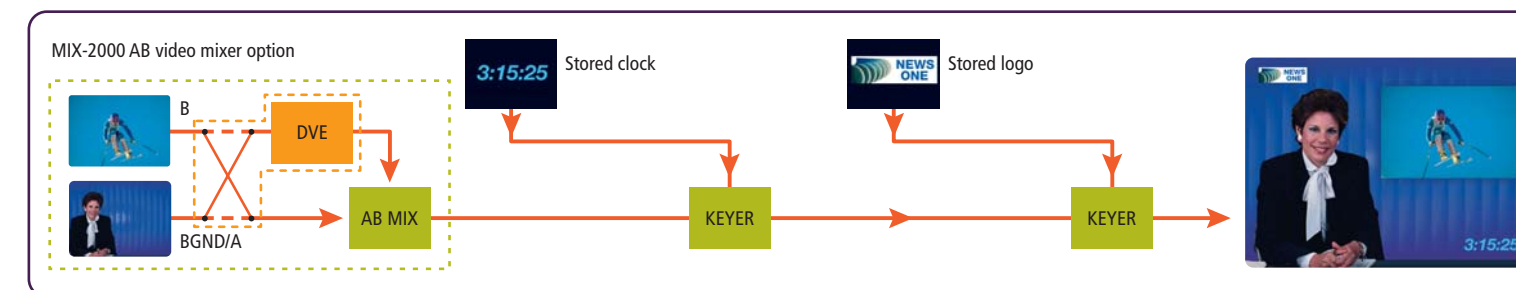 MIX-2000 AB video mixer option
B
DVE
BGND/A
AB MIX
3:15:25
Stored clock
KEYER
NEWS
ONE
Stored logo
KEYER
NEWS
ONE
3:15:25